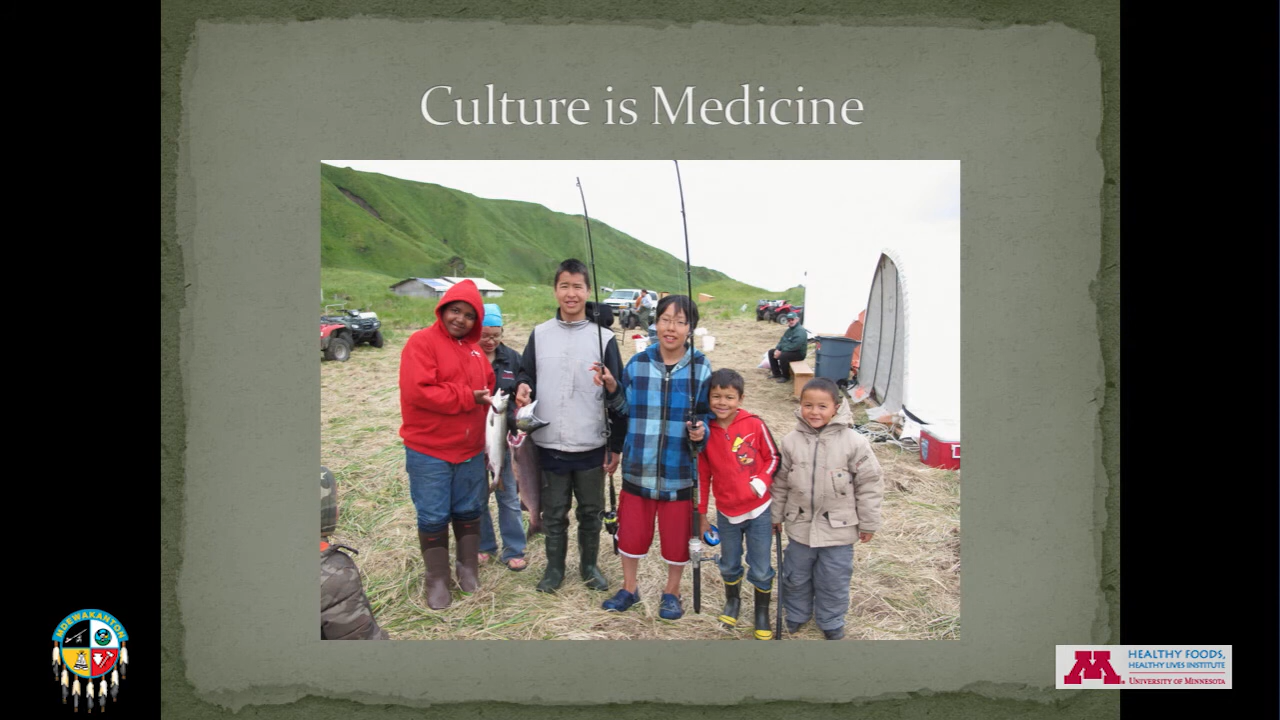 Culture is Medicine
MDEWAKANTON
M
HEALTHY FOODS,
HEALTHY LIVES INSTITUTE
UNIVERSITY OF MINNESOTA